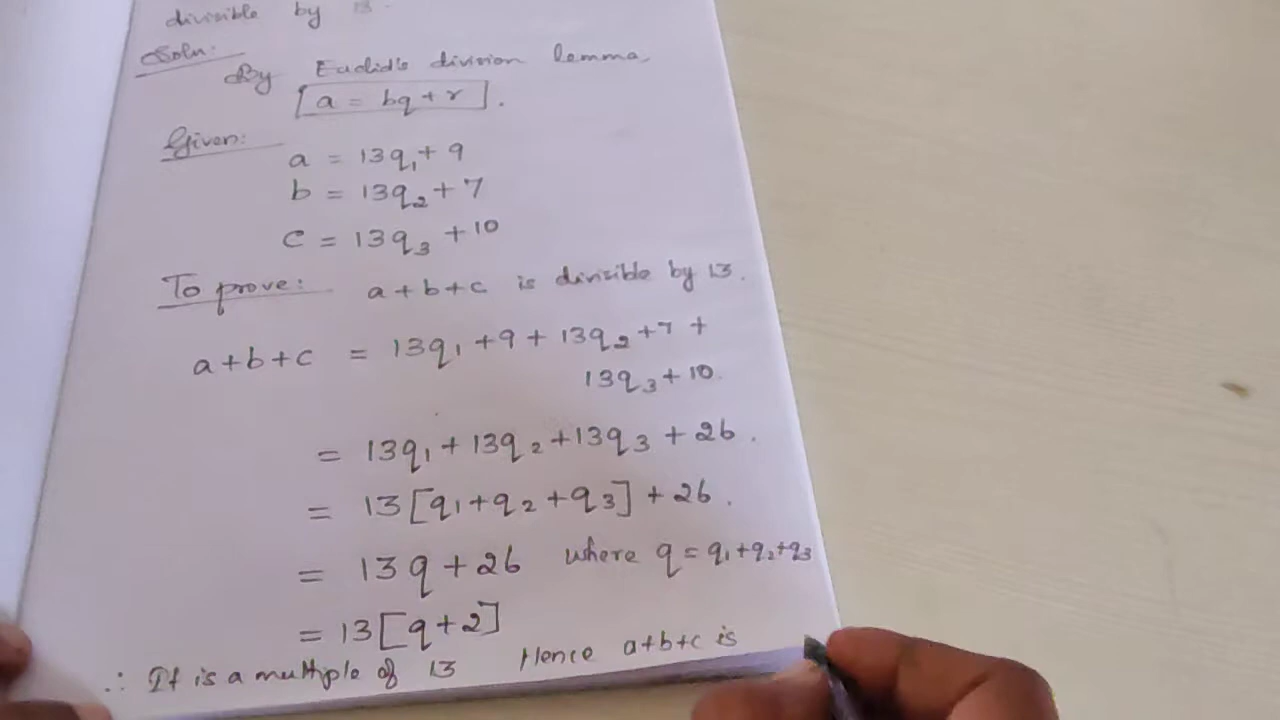 divisible by 13.
Soln:
By Euclid's division lemma,
a = bq + r.
Given:
a = 13q₁ + 9
b = 13q₂ + 7
c = 13q₃ + 10
To prove: a+b+c is divisible by 13.
a+b+c = 13q₁ + 9 + 13q₂ + 7 +
13q₃ + 10.
= 13q₁ + 13q₂ + 13q₃ + 26.
= 13[q₁+q₂+q₃] + 26.
= 13q + 26 where q = q₁+q₂+q₃
= 13[q+2]
∴ It is a multiple of 13 Hence a+b+c is